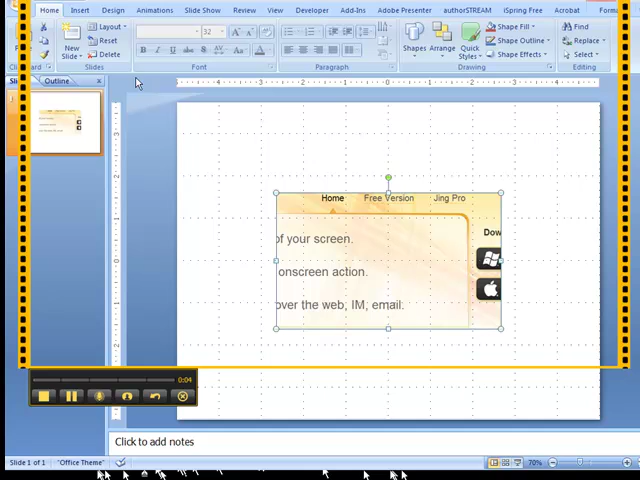 Home Insert Design Animations Slide Show Review View Developer Add-Ins Adobe Presenter authorSTREAM iSpring Free Acrobat
Layout Shape Fill Find
New Slide Reset 32 Shapes Arrange Quick Styles Shape Outline Replace
Delete Shape Effects Select
Slides Font Paragraph Drawing Editing
Outline
Home Free Version Jing Pro
Dow
of your screen.
onscreen action.
over the web, IM, email.
0:04
Click to add notes
Slide 1 of 1 "Office Theme" 70%